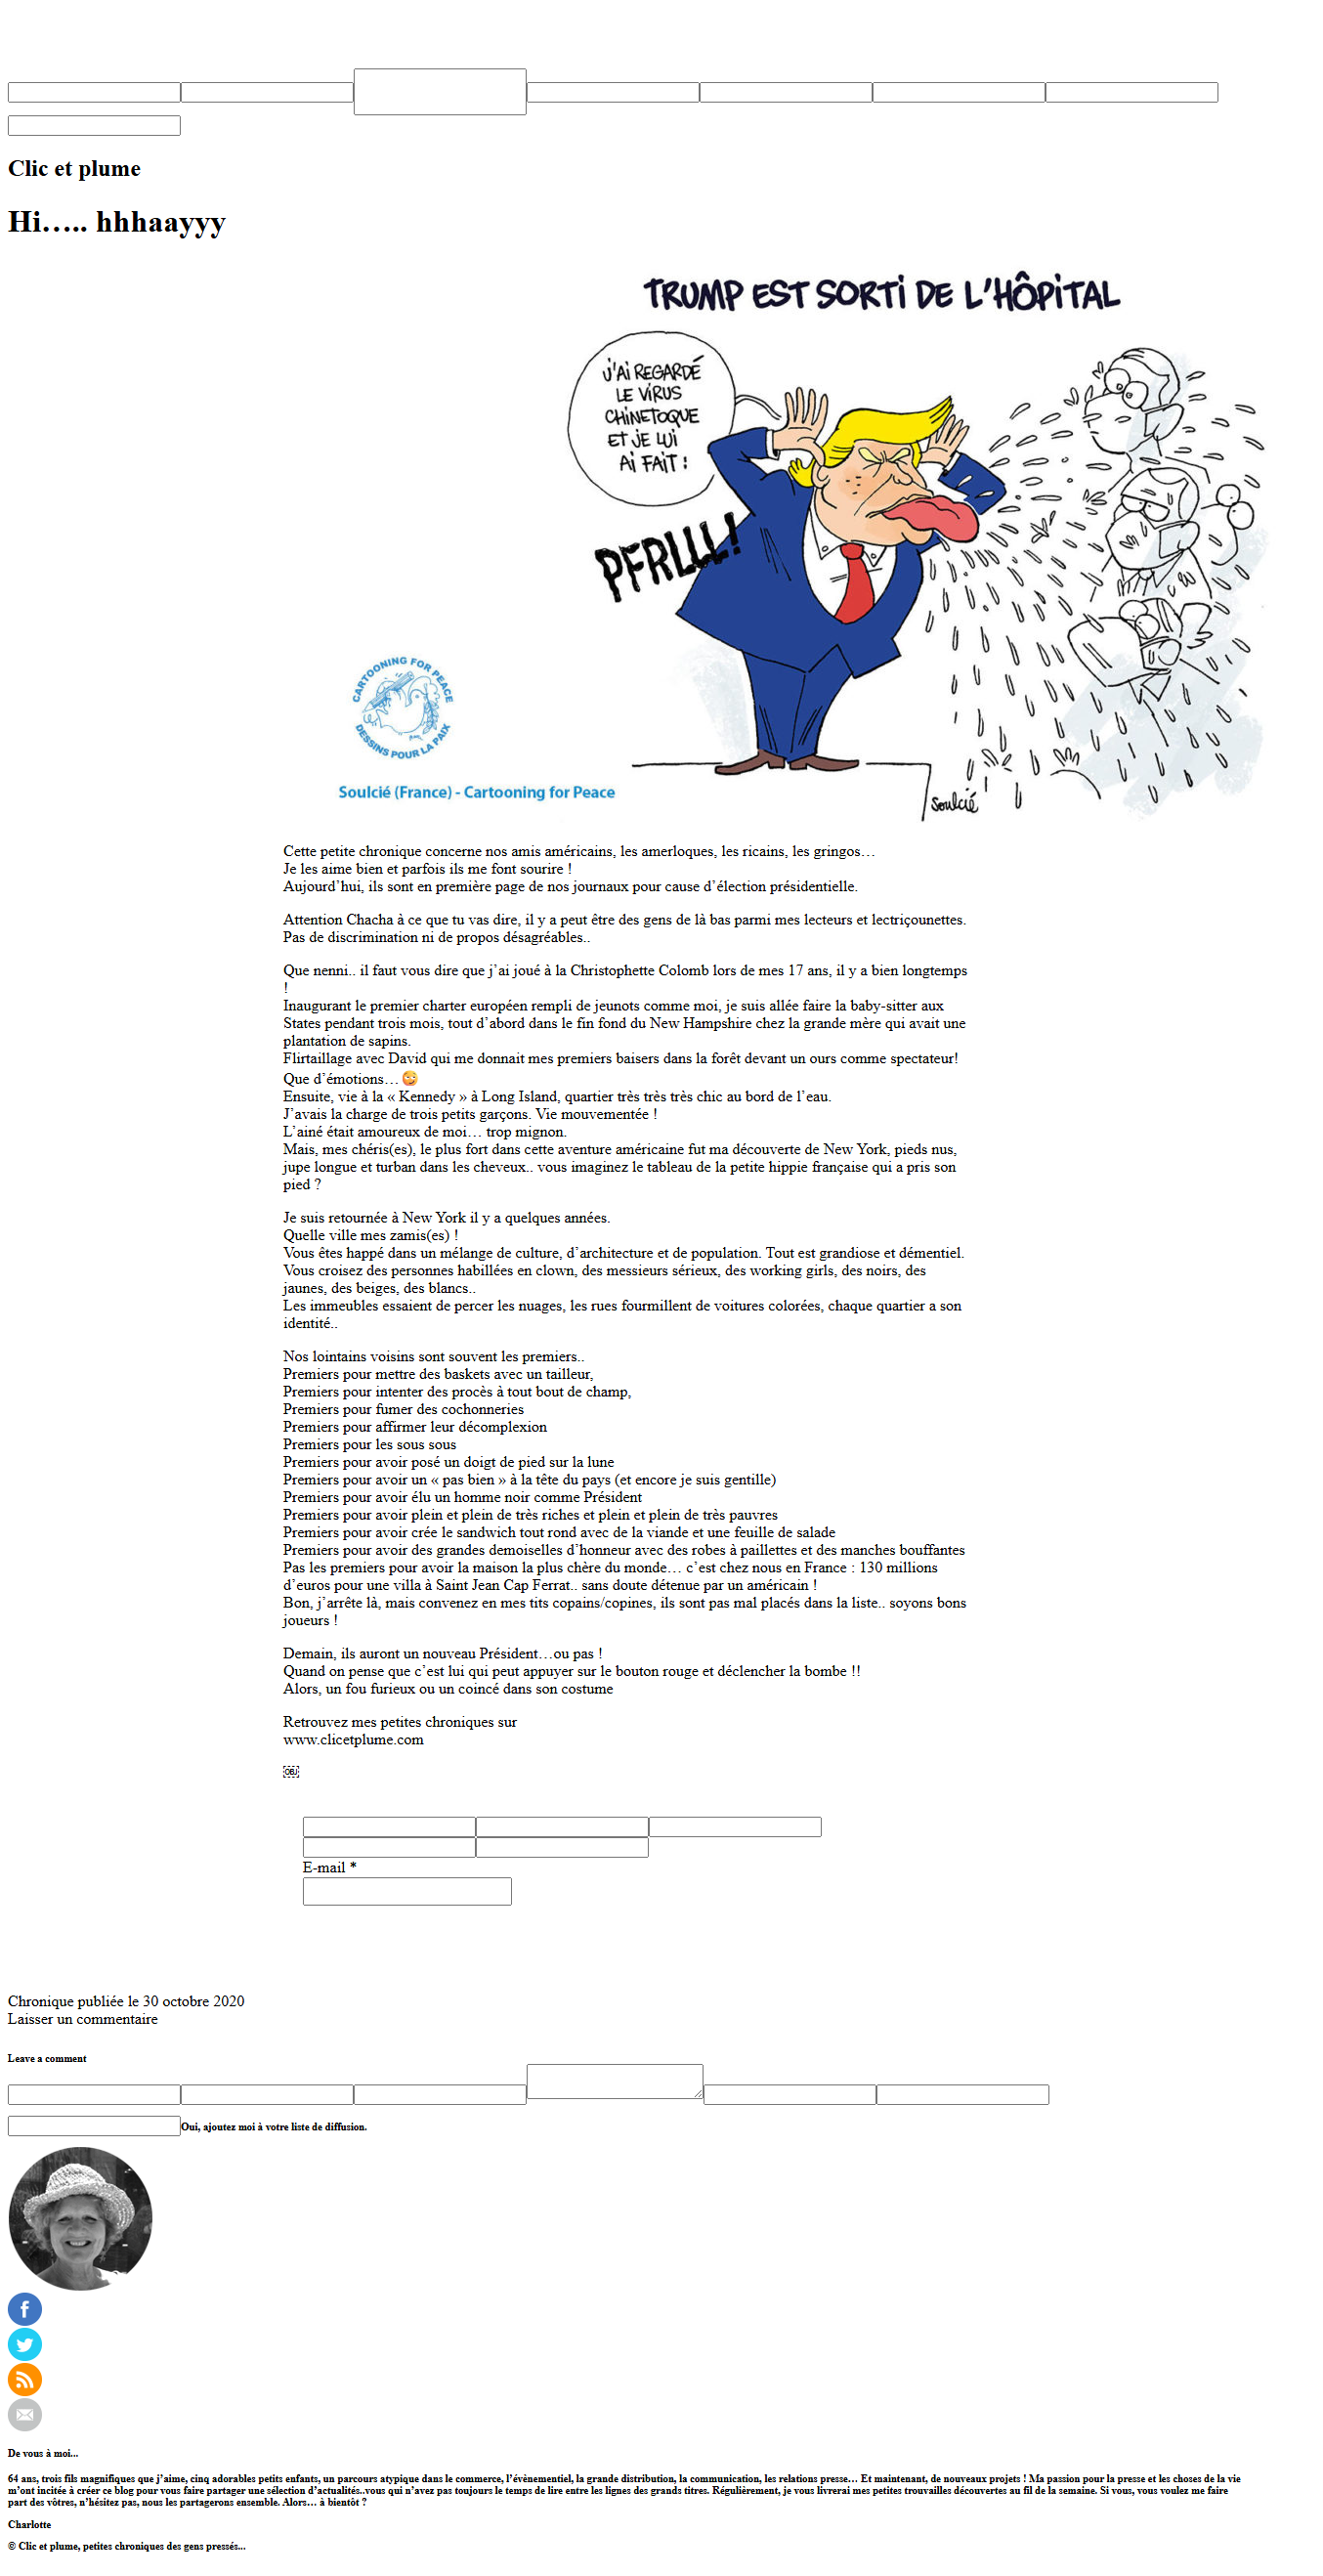 Clic et plume
Hi….. hhhaayyy
TRUMP EST SORTI DE L'HÔPITAL
J'AI REGARDÉ
LE VIRUS
CHINETOQUE
ET JE LUI
AI FAIT :
PFRLLL!
CARTOONING FOR PEACE
DESSINS POUR LA PAIX
Soulcié (France) - Cartooning for Peace
Soulcié
Cette petite chronique concerne nos amis américains, les amerloques, les ricains, les gringos…
Je les aime bien et parfois ils me font sourire !
Aujourd’hui, ils sont en première page de nos journaux pour cause d’élection présidentielle.
Attention Chacha à ce que tu vas dire, il y a peut être des gens de là bas parmi mes lecteurs et lectriçounettes.
Pas de discrimination ni de propos désagréables..
Que nenni.. il faut vous dire que j’ai joué à la Christophette Colomb lors de mes 17 ans, il y a bien longtemps
!
Inaugurant le premier charter européen rempli de jeunots comme moi, je suis allée faire la baby-sitter aux
States pendant trois mois, tout d’abord dans le fin fond du New Hampshire chez la grande mère qui avait une
plantation de sapins.
Flirtaillage avec David qui me donnait mes premiers baisers dans la forêt devant un ours comme spectateur!
Que d’émotions…
Ensuite, vie à la « Kennedy » à Long Island, quartier très très très chic au bord de l’eau.
J’avais la charge de trois petits garçons. Vie mouvementée !
L’ainé était amoureux de moi… trop mignon.
Mais, mes chéris(es), le plus fort dans cette aventure américaine fut ma découverte de New York, pieds nus,
jupe longue et turban dans les cheveux.. vous imaginez le tableau de la petite hippie française qui a pris son
pied ?
Je suis retournée à New York il y a quelques années.
Quelle ville mes zamis(es) !
Vous êtes happé dans un mélange de culture, d’architecture et de population. Tout est grandiose et démentiel.
Vous croisez des personnes habillées en clown, des messieurs sérieux, des working girls, des noirs, des
jaunes, des beiges, des blancs..
Les immeubles essaient de percer les nuages, les rues fourmillent de voitures colorées, chaque quartier a son
identité..
Nos lointains voisins sont souvent les premiers..
Premiers pour mettre des baskets avec un tailleur,
Premiers pour intenter des procès à tout bout de champ,
Premiers pour fumer des cochonneries
Premiers pour affirmer leur décomplexion
Premiers pour les sous sous
Premiers pour avoir posé un doigt de pied sur la lune
Premiers pour avoir un « pas bien » à la tête du pays (et encore je suis gentille)
Premiers pour avoir élu un homme noir comme Président
Premiers pour avoir plein et plein de très riches et plein et plein de très pauvres
Premiers pour avoir crée le sandwich tout rond avec de la viande et une feuille de salade
Premiers pour avoir des grandes demoiselles d’honneur avec des robes à paillettes et des manches bouffantes
Pas les premiers pour avoir la maison la plus chère du monde… c’est chez nous en France : 130 millions
d’euros pour une villa à Saint Jean Cap Ferrat.. sans doute détenue par un américain !
Bon, j’arrête là, mais convenez en mes tits copains/copines, ils sont pas mal placés dans la liste.. soyons bons
joueurs !
Demain, ils auront un nouveau Président…ou pas !
Quand on pense que c’est lui qui peut appuyer sur le bouton rouge et déclencher la bombe !!
Alors, un fou furieux ou un coincé dans son costume
Retrouvez mes petites chroniques sur
www.clicetplume.com
E-mail *
Chronique publiée le 30 octobre 2020
Laisser un commentaire
Leave a comment
Oui, ajoutez moi à votre liste de diffusion.
De vous à moi...
64 ans, trois fils magnifiques que j’aime, cinq adorables petits enfants, un parcours atypique dans le commerce, l’évènementiel, la grande distribution, la communication, les relations presse… Et maintenant, de nouveaux projets ! Ma passion pour la presse et les choses de la vie
m’ont incitée à créer ce blog pour vous faire partager une sélection d’actualités..vous qui n’avez pas toujours le temps de lire entre les lignes des grands titres. Régulièrement, je vous livrerai mes petites trouvailles découvertes au fil de la semaine. Si vous, vous voulez me faire
part des vôtres, n’hésitez pas, nous les partagerons ensemble. Alors… à bientôt ?
Charlotte
© Clic et plume, petites chroniques des gens pressés...